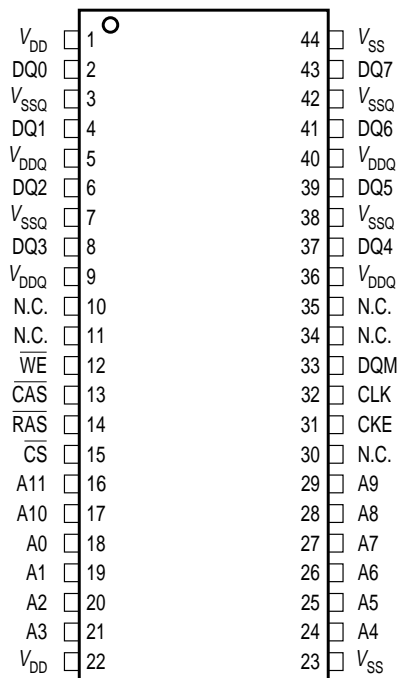 VDD 1 44 VSS
DQ0 2 43 DQ7
VSSQ 3 42 VSSQ
DQ1 4 41 DQ6
VDDQ 5 40 VDDQ
DQ2 6 39 DQ5
VSSQ 7 38 VSSQ
DQ3 8 37 DQ4
VDDQ 9 36 VDDQ
N.C. 10 35 N.C.
N.C. 11 34 N.C.
WE 12 33 DQM
CAS 13 32 CLK
RAS 14 31 CKE
CS 15 30 N.C.
A11 16 29 A9
A10 17 28 A8
A0 18 27 A7
A1 19 26 A6
A2 20 25 A5
A3 21 24 A4
VDD 22 23 VSS